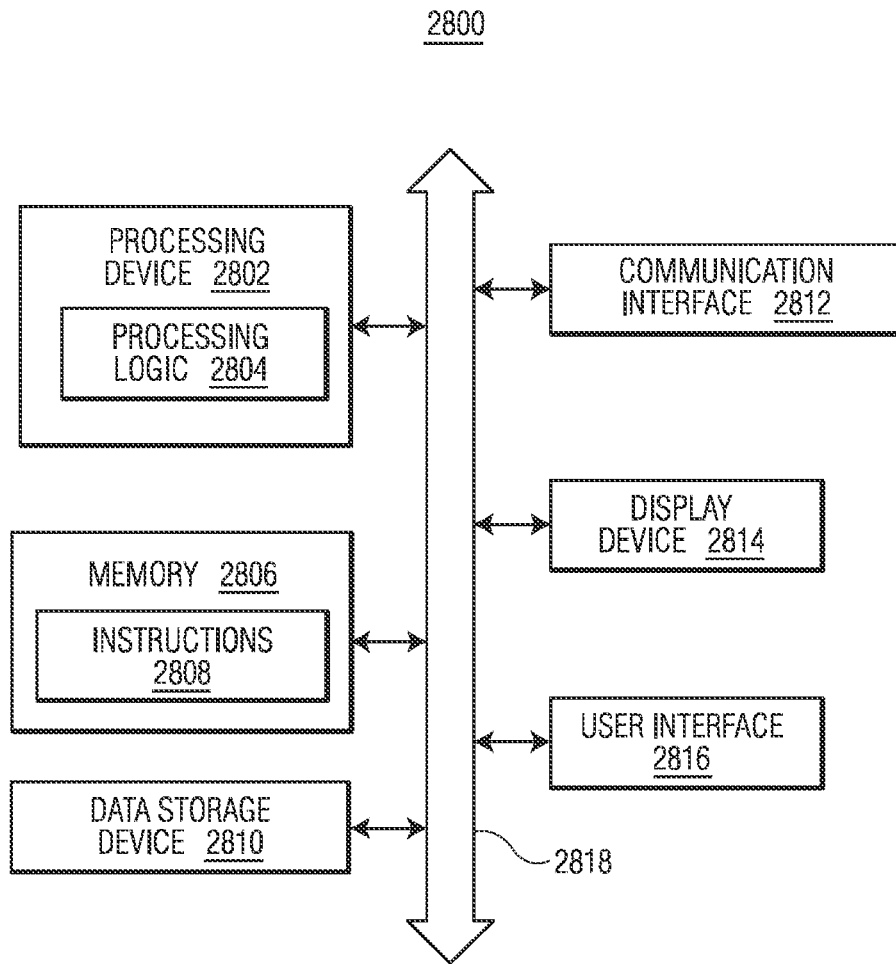 2800
PROCESSING
DEVICE 2802
PROCESSING
LOGIC 2804
MEMORY 2806
INSTRUCTIONS
2808
DATA STORAGE
DEVICE 2810
COMMUNICATION
INTERFACE 2812
DISPLAY
DEVICE 2814
USER INTERFACE
2816
2818